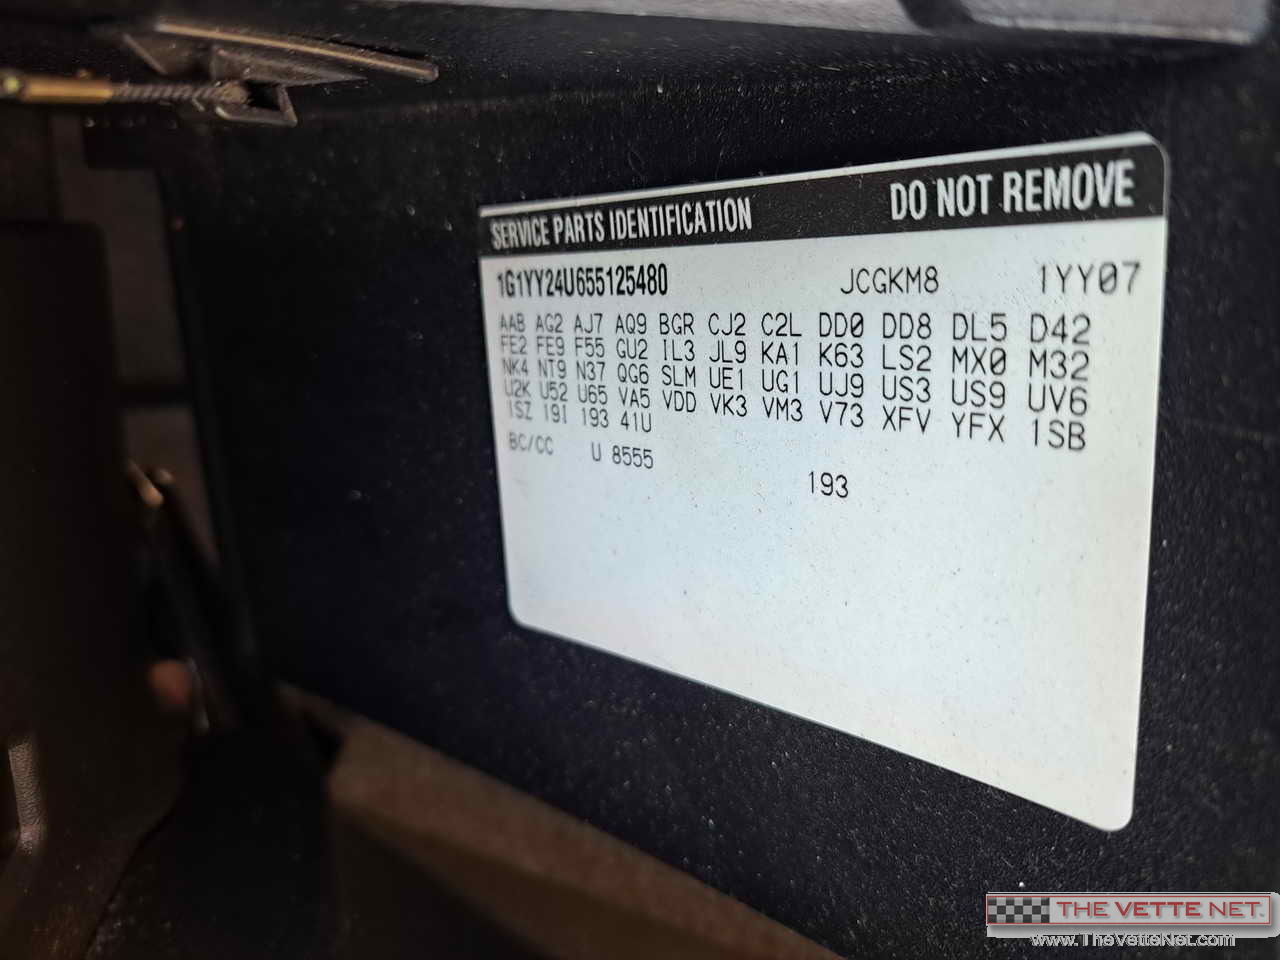 SERVICE PARTS IDENTIFICATION DO NOT REMOVE
1G1YY24U655125480 JCGKM8 1YY07
AAB AG2 AJ7 AQ9 BGR CJ2 C2L DD0 DD8 DL5 D42
FE2 FE9 F55 GU2 IL3 JL9 KA1 K63 LS2 MX0 M32
NK4 NT9 N37 QG6 SLM UE1 UG1 UJ9 US3 US9 UV6
U2K U52 U65 VA5 VDD VK3 VM3 V73 XFV YFX 1SB
1SZ 19I 193 41U
BC/CC U 8555
193
THE VETTE NET.
www.TheVetteNet.com